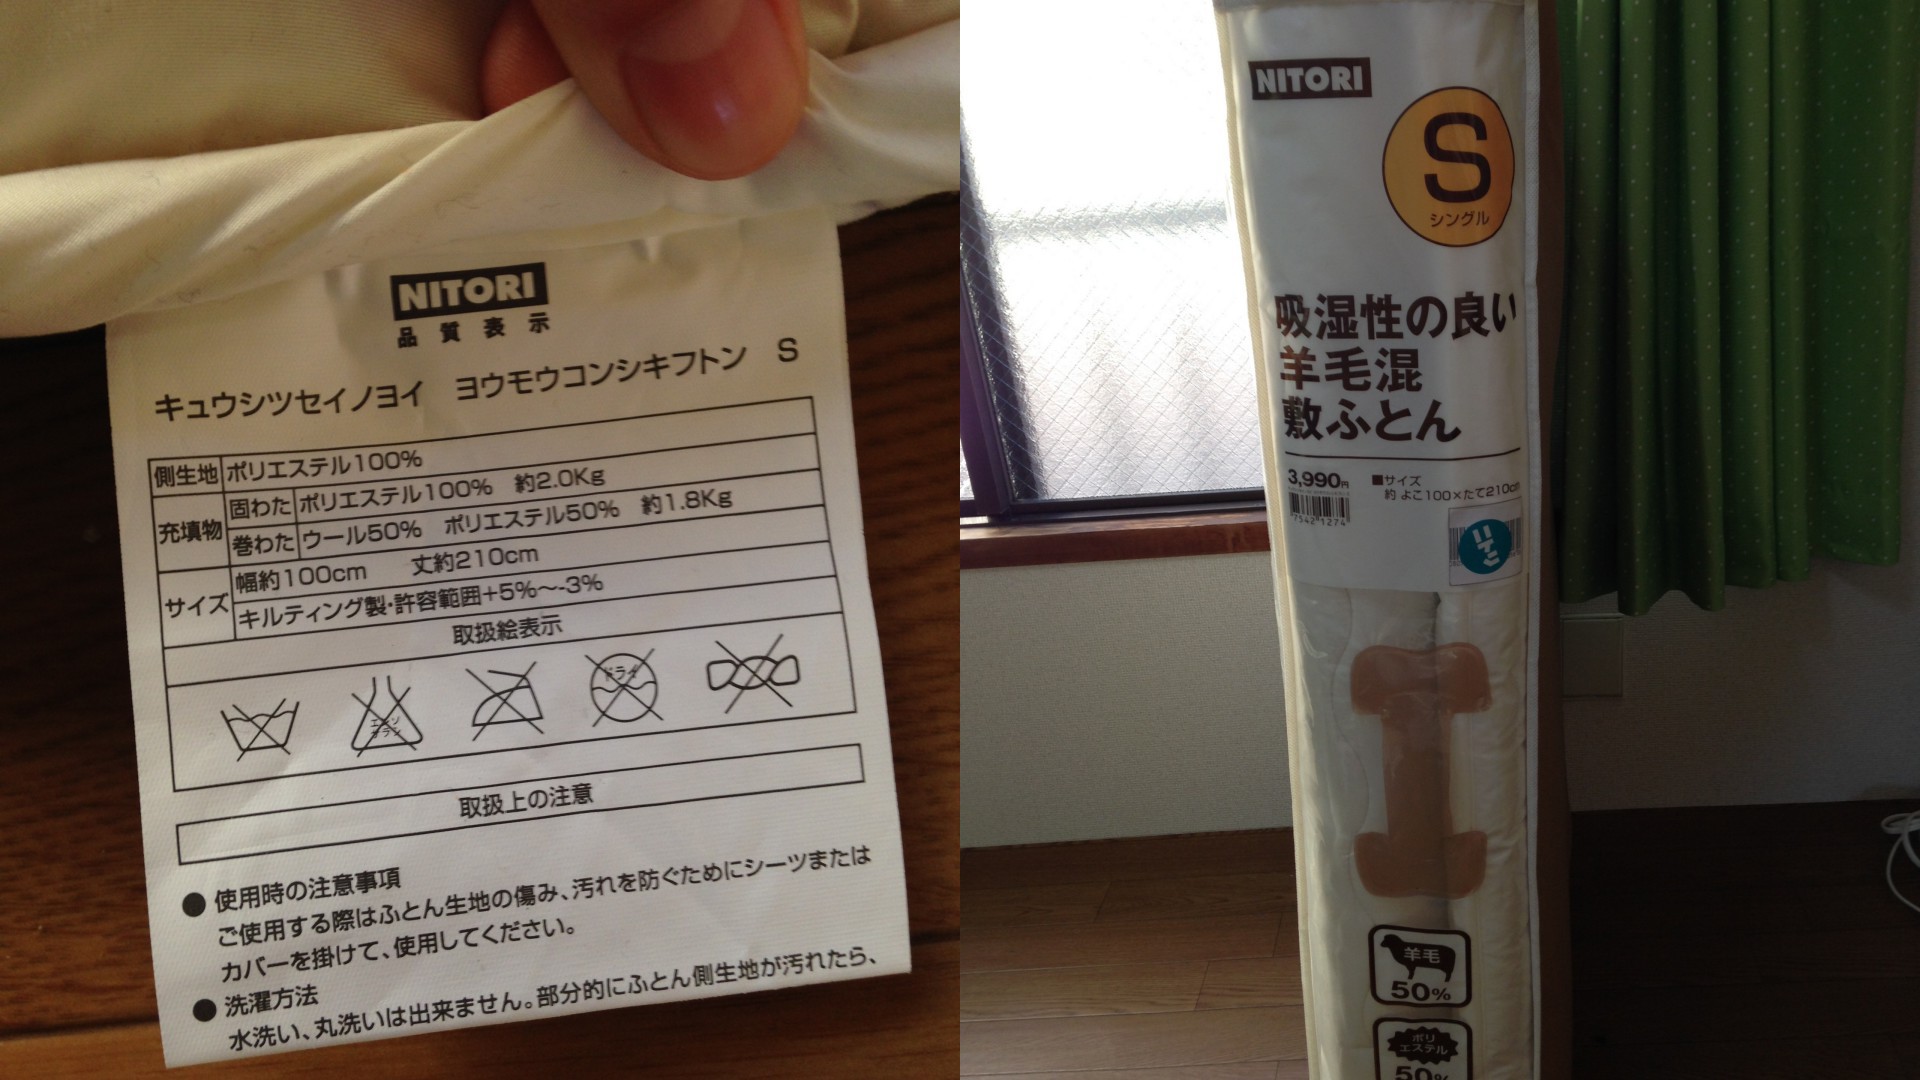 NITORI
品質表示
キュウシツセイノヨイ ヨウモウコンシキフトン S
側生地 ポリエステル100%
充填物 固わた ポリエステル100% 約2.0Kg
巻わた ウール50% ポリエステル50% 約1.8Kg
サイズ 幅約100cm 丈約210cm
キルティング製・許容範囲+5%〜-3%
取扱絵表示
エンソ
サラシ
ドライ
取扱上の注意
● 使用時の注意事項
ご使用する際はふとん生地の傷み、汚れを防ぐためにシーツまたは
カバーを掛けて、使用してください。
● 洗濯方法
水洗い、丸洗いは出来ません。部分的にふとん側生地が汚れたら、
NITORI
S
シングル
吸湿性の良い
羊毛混
敷ふとん
3,990円
■サイズ
約 よこ100×たて210cm
75421274
羊毛
50%
ポリ
エステル
50%